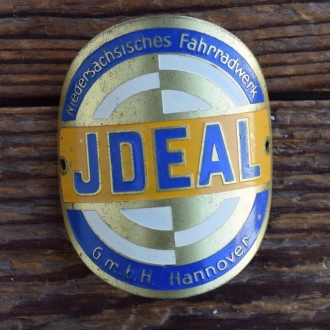 Niedersächsisches Fahrradwerk
JDEAL
G.m.b.H. Hannover